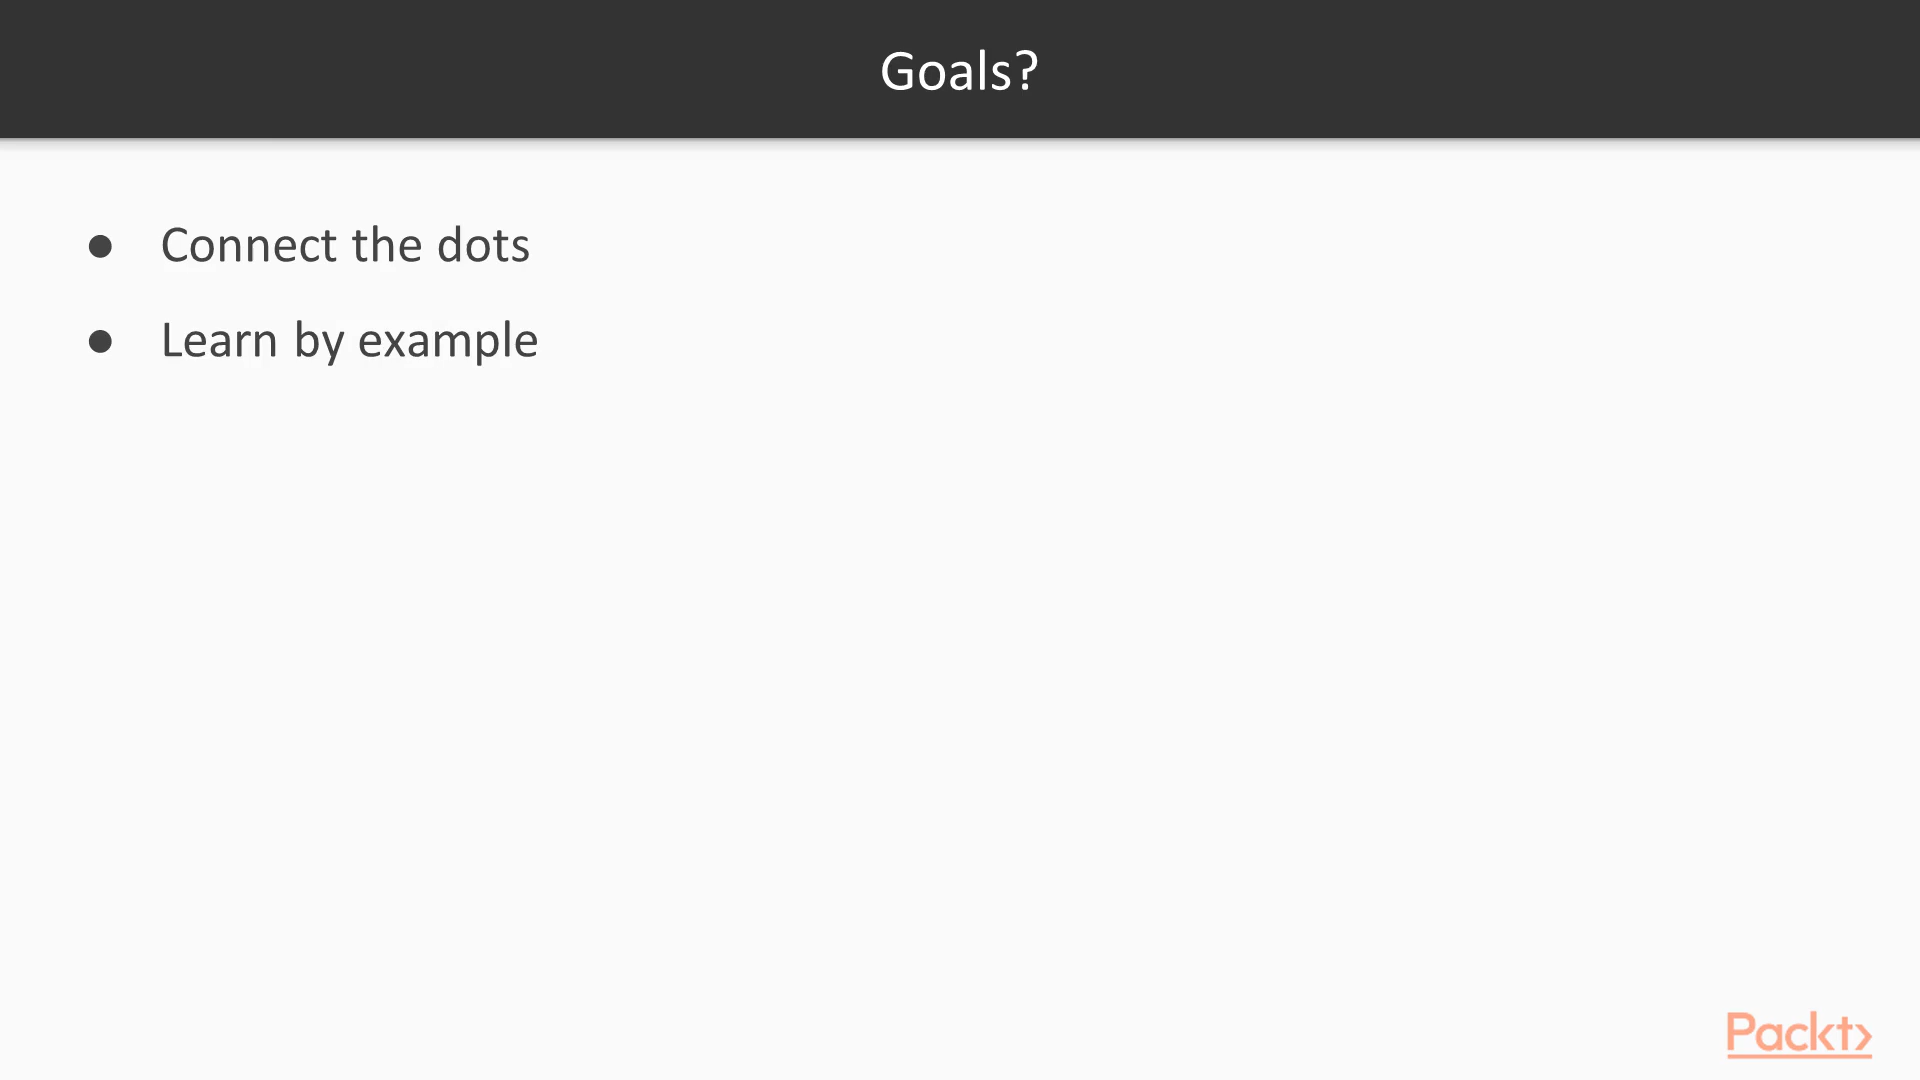 Goals?
● Connect the dots
● Learn by example
Packt>